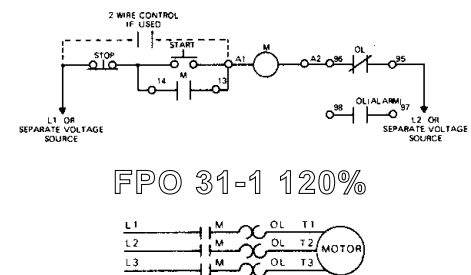 2 WIRE CONTROL
IF USED
STOP
START
M
OL
A1
A2
96
95
14
M
13
98
OL(ALARM)
97
L1 OR
SEPARATE VOLTAGE
SOURCE
L2 OR
SEPARATE VOLTAGE
SOURCE
FPO 31-1 120%
L1 M OL T1
L2 M OL T2 MOTOR
L3 M OL T3